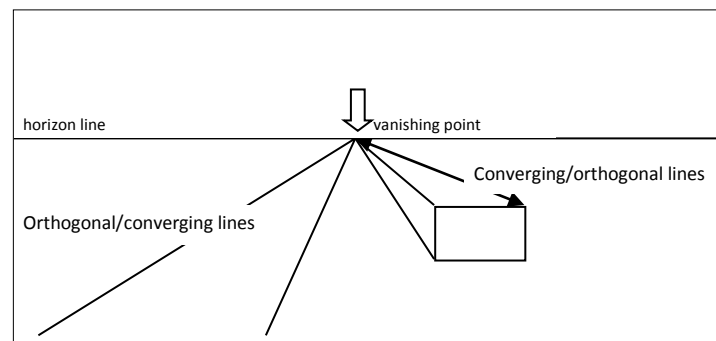 horizon line
vanishing point
Converging/orthogonal lines
Orthogonal/converging lines